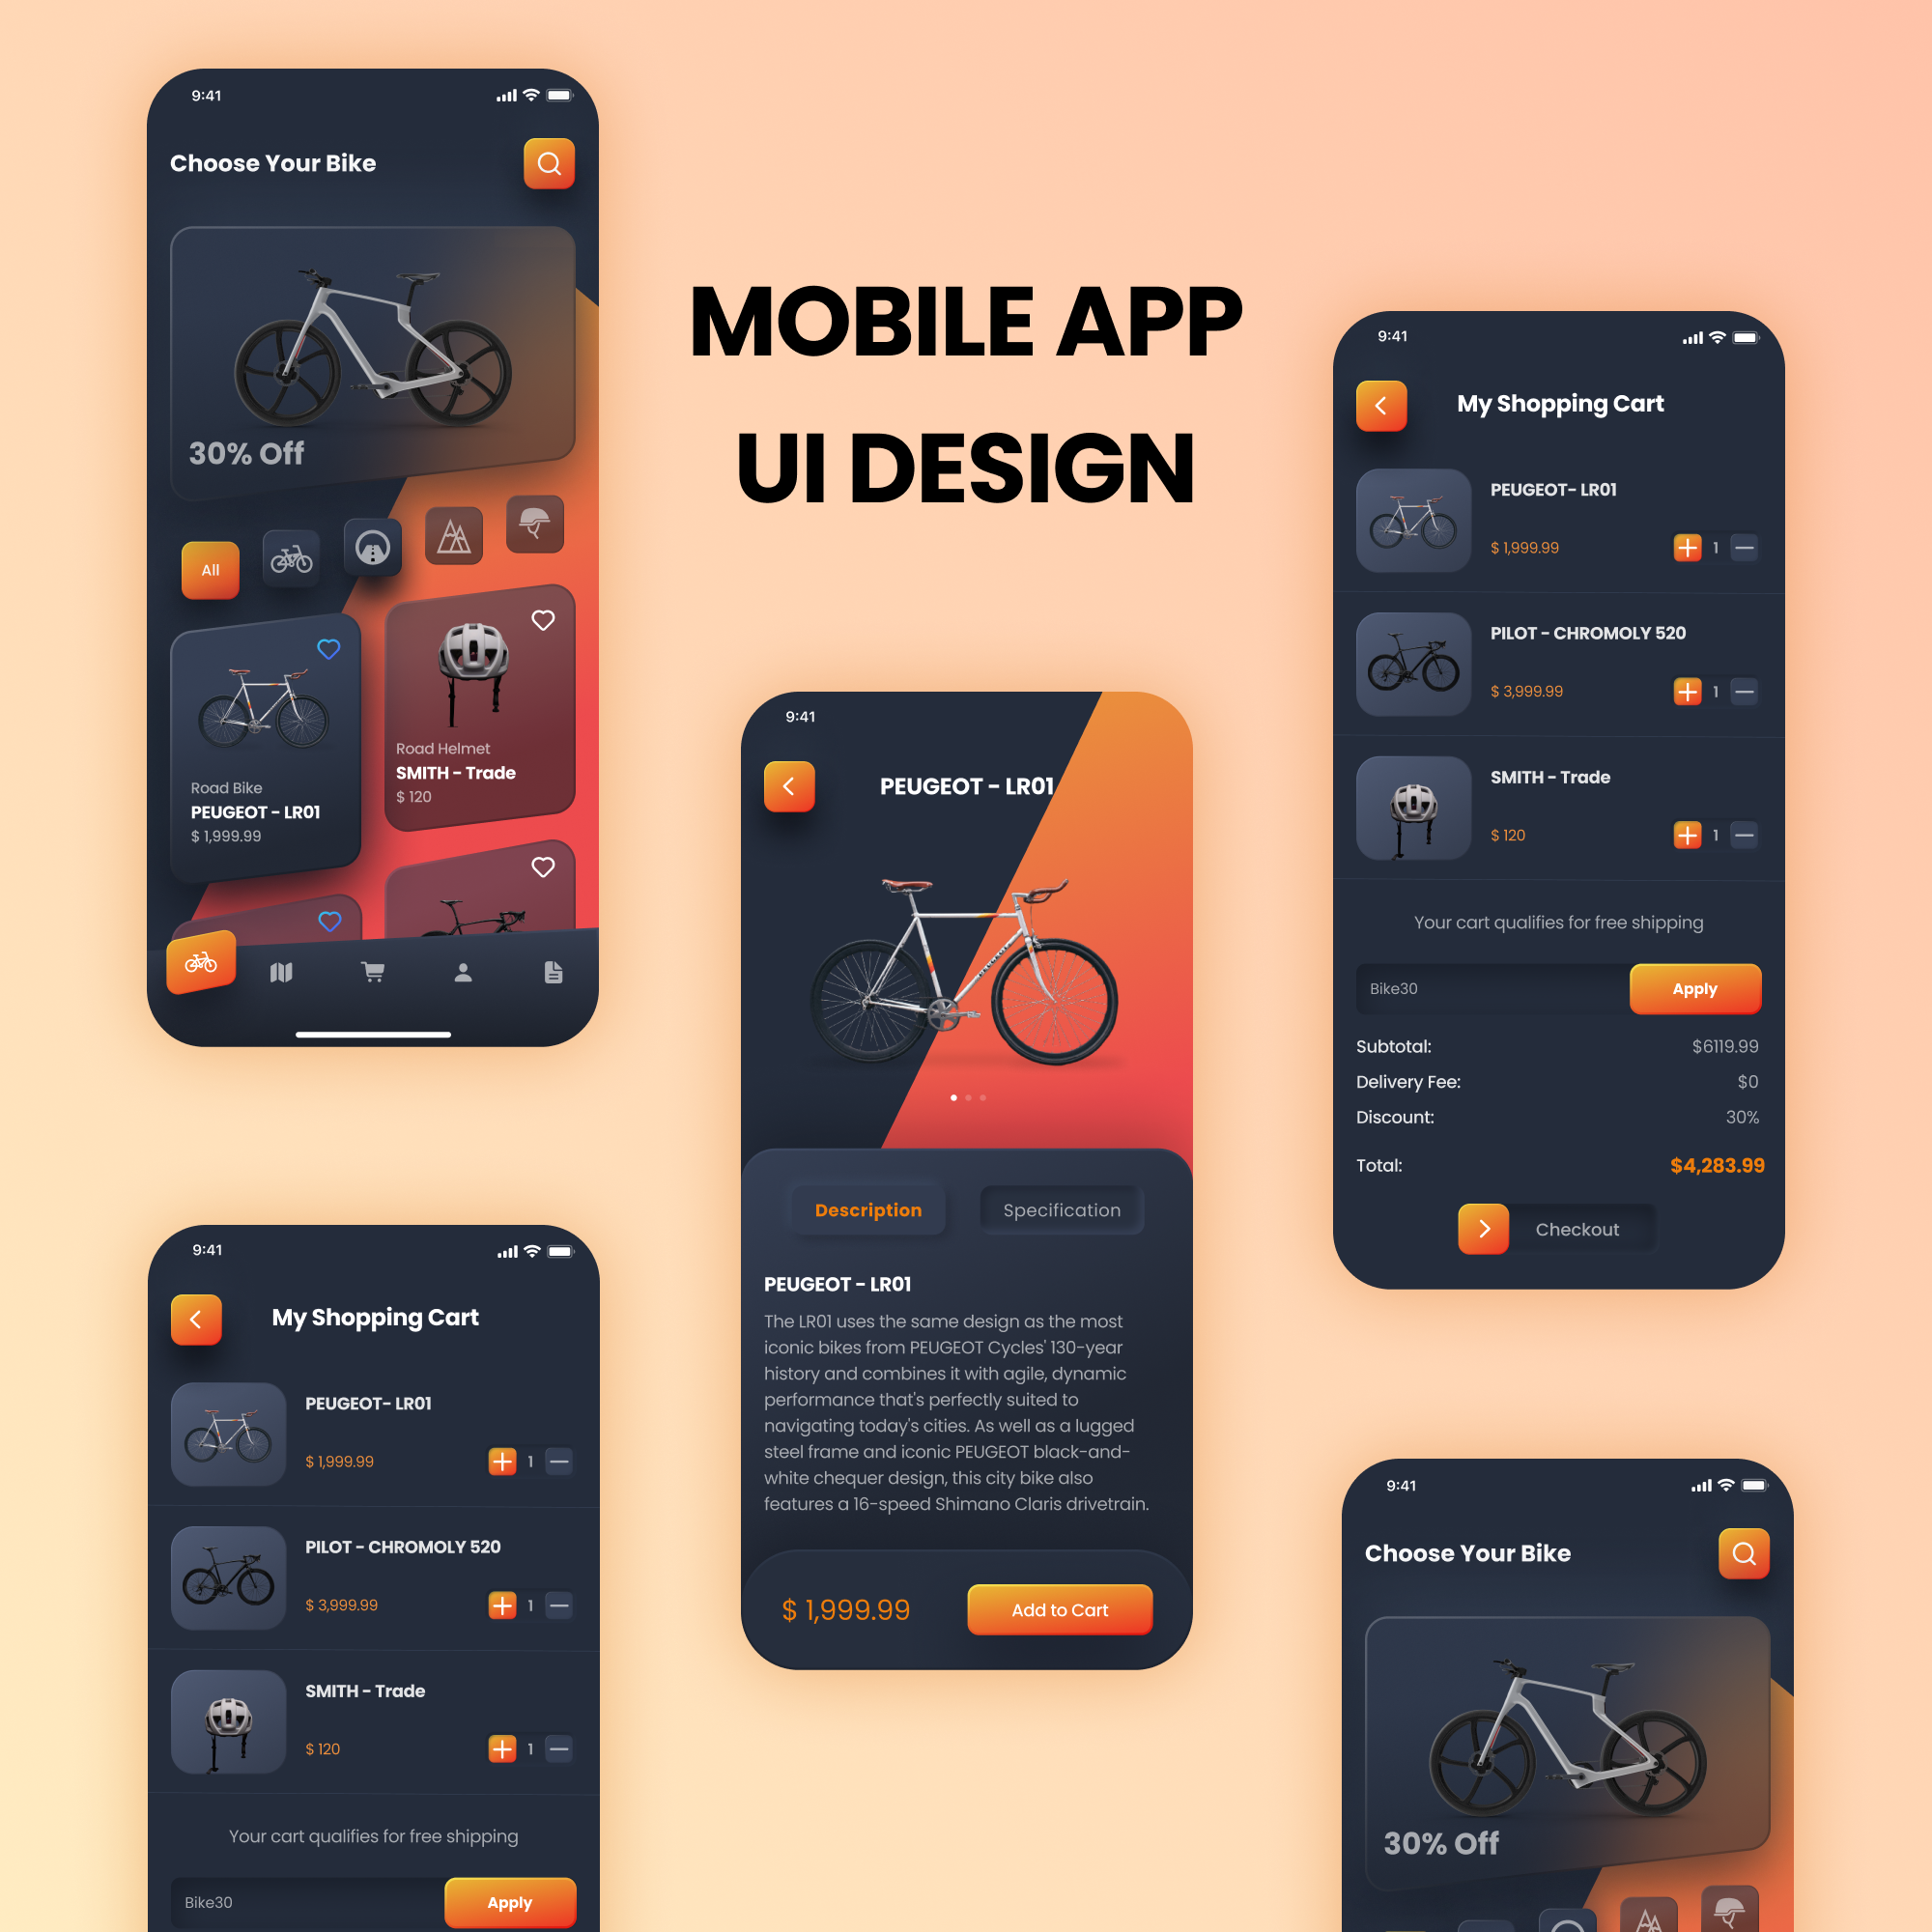 9:41
Choose Your Bike
30% Off
All
Road Bike
PEUGEOT - LR01
$ 1,999.99
Road Helmet
SMITH - Trade
$ 120
MOBILE APP
UI DESIGN
9:41
PEUGEOT - LR01
PEUGEOT
Description
Specification
PEUGEOT - LR01
The LR01 uses the same design as the most
iconic bikes from PEUGEOT Cycles' 130-year
history and combines it with agile, dynamic
performance that's perfectly suited to
navigating today's cities. As well as a lugged
steel frame and iconic PEUGEOT black-and-
white chequer design, this city bike also
features a 16-speed Shimano Claris drivetrain.
$ 1,999.99
Add to Cart
9:41
My Shopping Cart
PEUGEOT- LR01
$ 1,999.99
1
PILOT - CHROMOLY 520
$ 3,999.99
1
SMITH - Trade
$ 120
1
Your cart qualifies for free shipping
Bike30
Apply
Subtotal:
$6119.99
Delivery Fee:
$0
Discount:
30%
Total:
$4,283.99
Checkout
9:41
My Shopping Cart
PEUGEOT- LR01
$ 1,999.99
1
PILOT - CHROMOLY 520
$ 3,999.99
1
SMITH - Trade
$ 120
1
Your cart qualifies for free shipping
Bike30
Apply
9:41
Choose Your Bike
30% Off